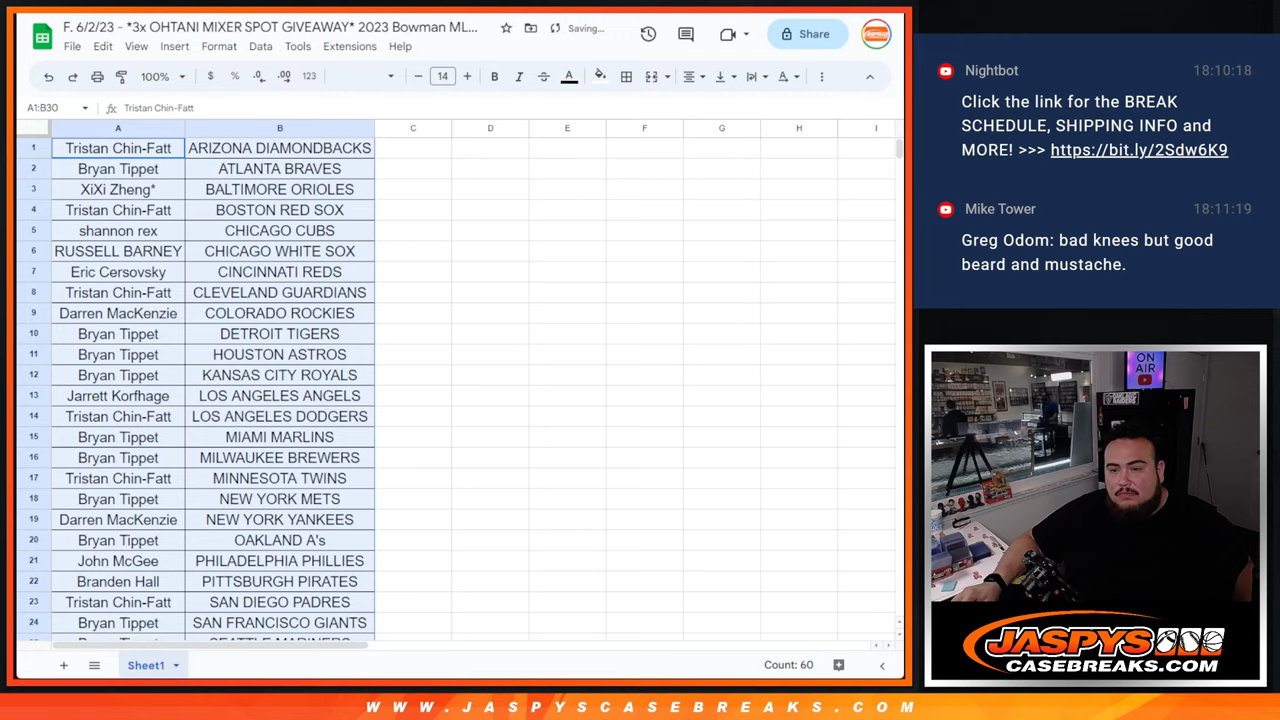 F. 6/2/23 - *3x OHTANI MIXER SPOT GIVEAWAY* 2023 Bowman ML...
Saving...
File Edit View Insert Format Data Tools Extensions Help
Share
100% $ % .0 .00 123 14 B I A
A1:B30 fx Tristan Chin-Fatt
A B C D E F G H I
1 Tristan Chin-Fatt ARIZONA DIAMONDBACKS
2 Bryan Tippet ATLANTA BRAVES
3 XiXi Zheng* BALTIMORE ORIOLES
4 Tristan Chin-Fatt BOSTON RED SOX
5 shannon rex CHICAGO CUBS
6 RUSSELL BARNEY CHICAGO WHITE SOX
7 Eric Cersovsky CINCINNATI REDS
8 Tristan Chin-Fatt CLEVELAND GUARDIANS
9 Darren MacKenzie COLORADO ROCKIES
10 Bryan Tippet DETROIT TIGERS
11 Bryan Tippet HOUSTON ASTROS
12 Bryan Tippet KANSAS CITY ROYALS
13 Jarrett Korfhage LOS ANGELES ANGELS
14 Tristan Chin-Fatt LOS ANGELES DODGERS
15 Bryan Tippet MIAMI MARLINS
16 Bryan Tippet MILWAUKEE BREWERS
17 Tristan Chin-Fatt MINNESOTA TWINS
18 Bryan Tippet NEW YORK METS
19 Darren MacKenzie NEW YORK YANKEES
20 Bryan Tippet OAKLAND A's
21 John McGee PHILADELPHIA PHILLIES
22 Branden Hall PITTSBURGH PIRATES
23 Tristan Chin-Fatt SAN DIEGO PADRES
24 Bryan Tippet SAN FRANCISCO GIANTS
Bryan Tippet SEATTLE MARINERS
Sheet1
Count: 60
Nightbot 18:10:18
Click the link for the BREAK
SCHEDULE, SHIPPING INFO and
MORE! >>> https://bit.ly/2Sdw6K9
Mike Tower 18:11:19
Greg Odom: bad knees but good
beard and mustache.
ON
AIR
JASPYS
CASEBREAKS.COM
WWW.JASPYSCASEBREAKS.COM